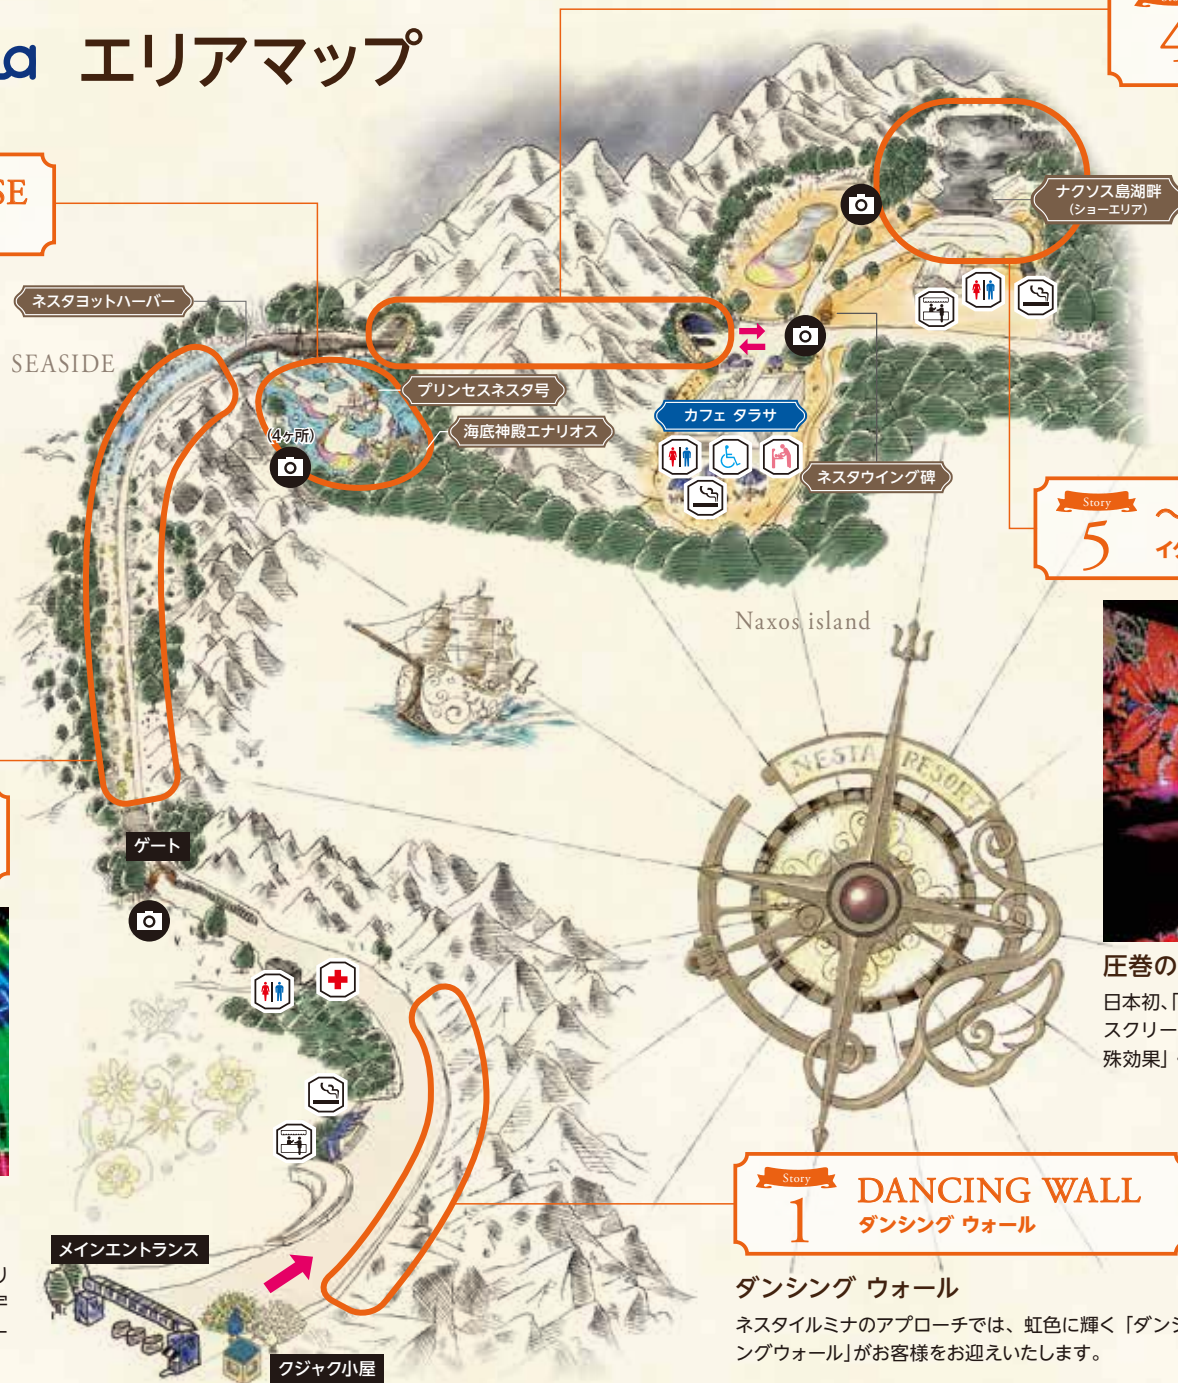 エリアマップ
4
SE
ナクソス島湖畔
(ショーエリア)
ネスタヨットハーバー
SEASIDE
プリンセスネスタ号
海底神殿エナリオス
(4ヶ所)
カフェ タラサ
ネスタウイング碑
Story
5
Naxos island
NESTA RESORT
ゲート
圧巻の
日本初、「
スクリー
殊効果」
Story
1
DANCING WALL
ダンシング ウォール
メインエントランス
クジャク小屋
ダンシング ウォール
ネスタイルミナのアプローチでは、虹色に輝く「ダンシ
ングウォール」がお客様をお迎えいたします。